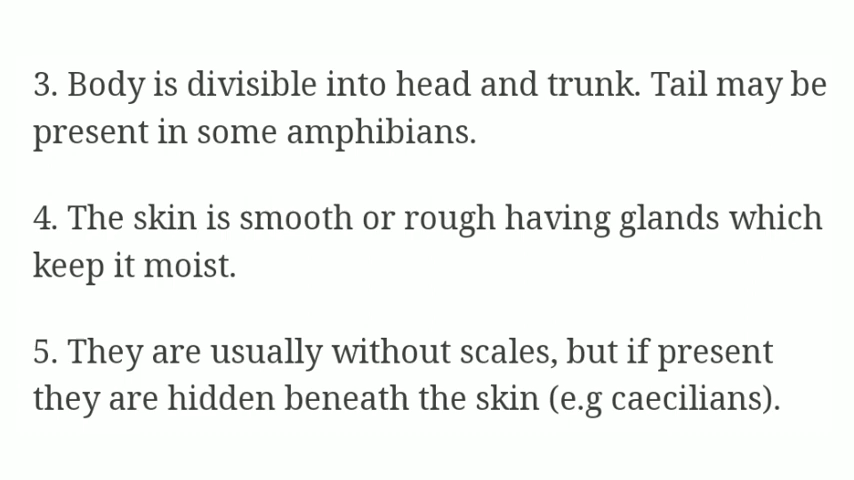 3. Body is divisible into head and trunk. Tail may be
present in some amphibians.
4. The skin is smooth or rough having glands which
keep it moist.
5. They are usually without scales, but if present
they are hidden beneath the skin (e.g caecilians).